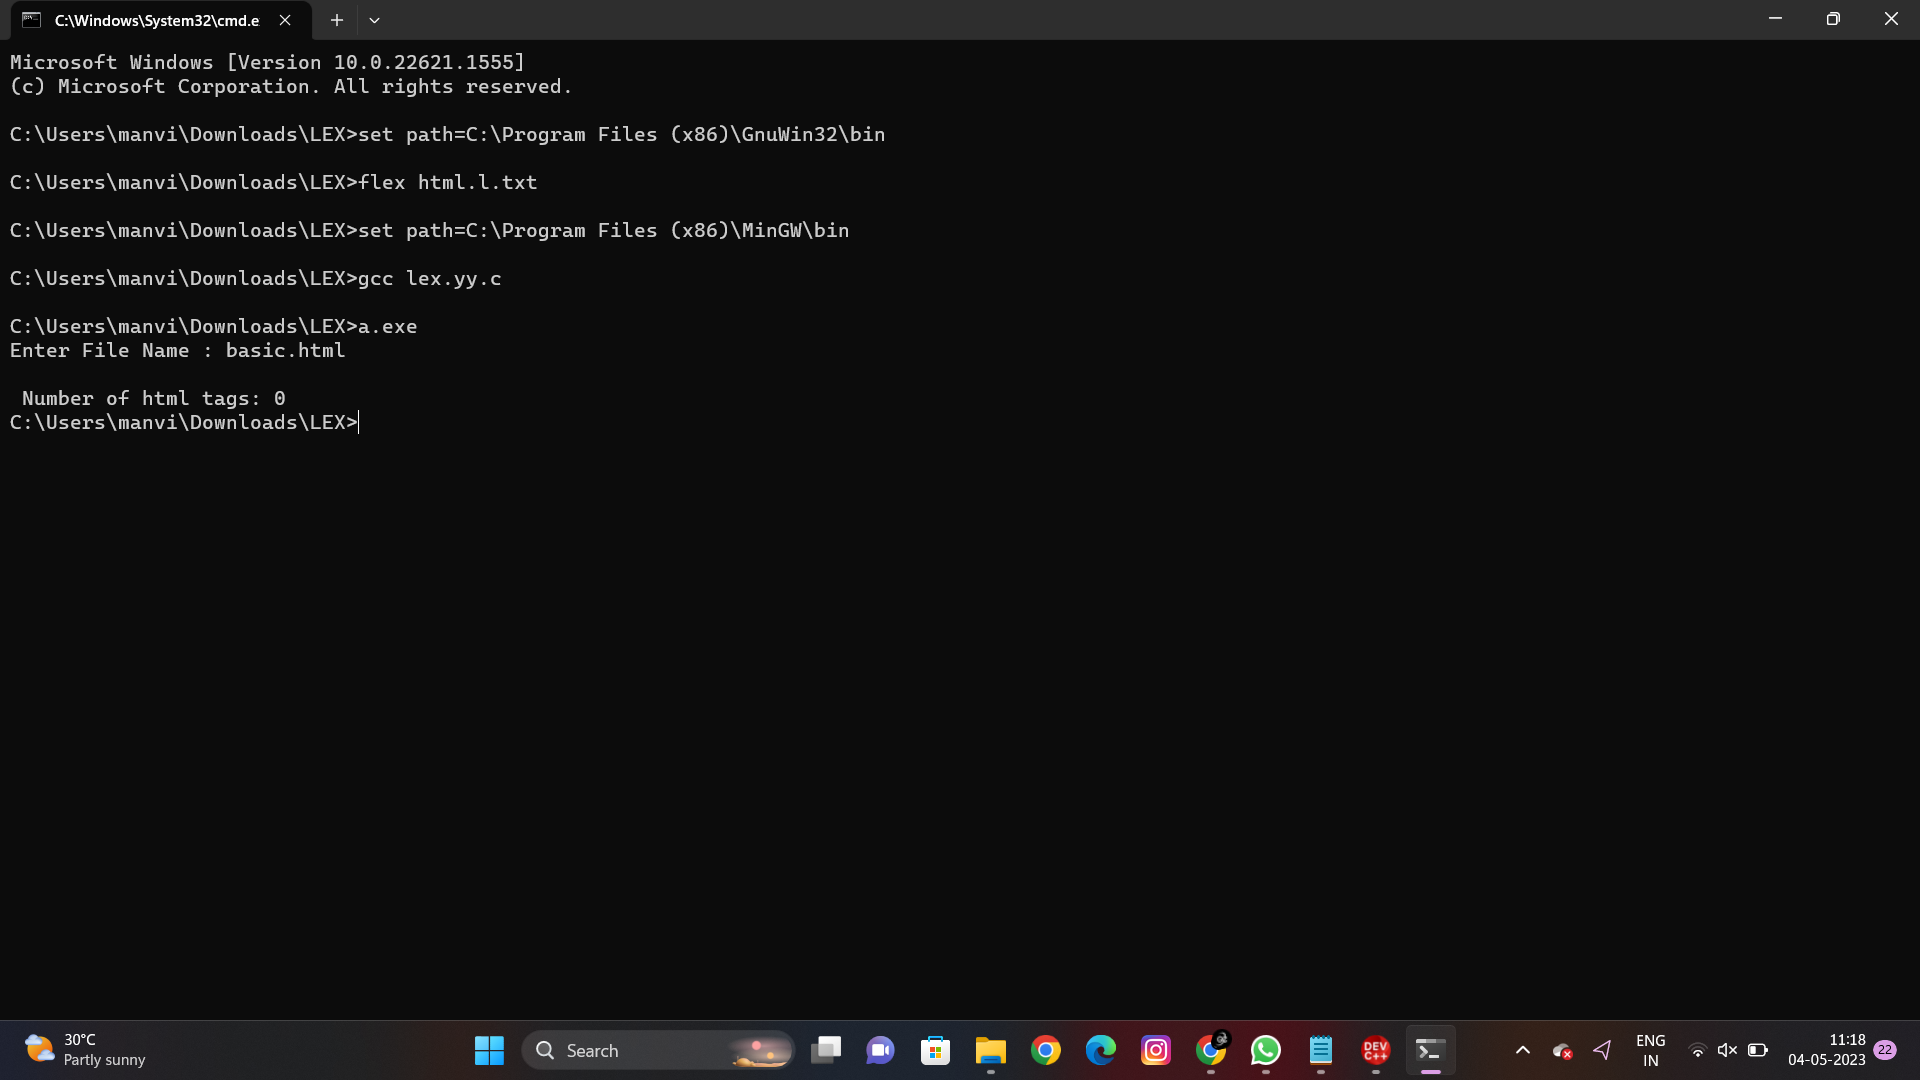 C:\Windows\System32\cmd.e
Microsoft Windows [Version 10.0.22621.1555]
(c) Microsoft Corporation. All rights reserved.
C:\Users\manvi\Downloads\LEX>set path=C:\Program Files (x86)\GnuWin32\bin
C:\Users\manvi\Downloads\LEX>flex html.l.txt
C:\Users\manvi\Downloads\LEX>set path=C:\Program Files (x86)\MinGW\bin
C:\Users\manvi\Downloads\LEX>gcc lex.yy.c
C:\Users\manvi\Downloads\LEX>a.exe
Enter File Name : basic.html
Number of html tags: 0
C:\Users\manvi\Downloads\LEX>
30°C
Partly sunny
Search
DEV
C++
ENG
IN
11:18
04-05-2023
22